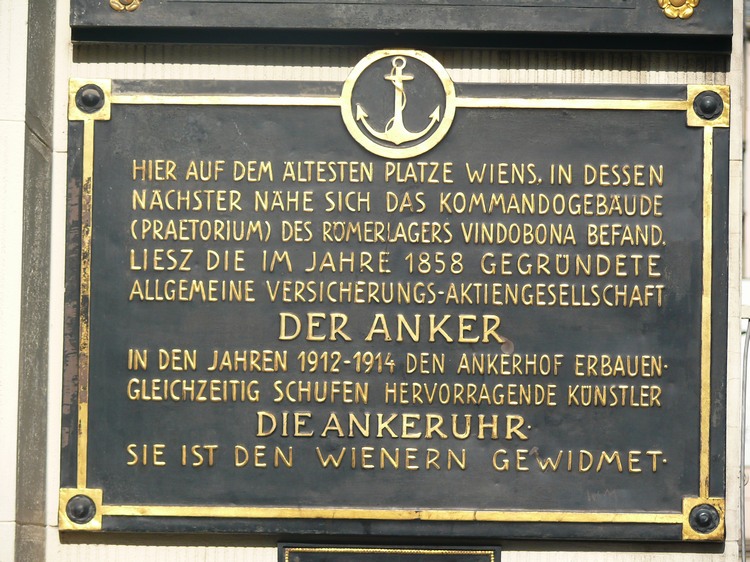 HIER AUF DEM ÄLTESTEN PLATZE WIENS, IN DESSEN
NÄCHSTER NÄHE SICH DAS KOMMANDOGEBÄUDE
(PRAETORIUM) DES RÖMERLAGERS VINDOBONA BEFAND.
LIESZ DIE IM JAHRE 1858 GEGRÜNDETE
ALLGEMEINE VERSICHERUNGS-AKTIENGESELLSCHAFT
DER ANKER
IN DEN JAHREN 1912-1914 DEN ANKERHOF ERBAUEN·
GLEICHZEITIG SCHUFEN HERVORRAGENDE KÜNSTLER
DIE ANKERUHR·
SIE IST DEN WIENERN GEWIDMET·